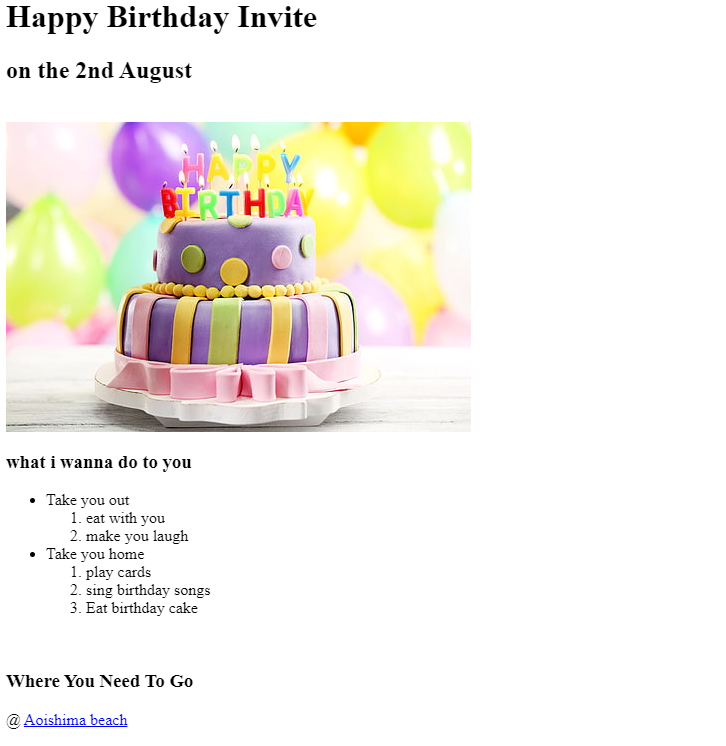 Happy Birthday Invite
on the 2nd August
HAPPY
BIRTHDAY
what i wanna do to you
• Take you out
1. eat with you
2. make you laugh
• Take you home
1. play cards
2. sing birthday songs
3. Eat birthday cake
Where You Need To Go
@ Aoishima beach